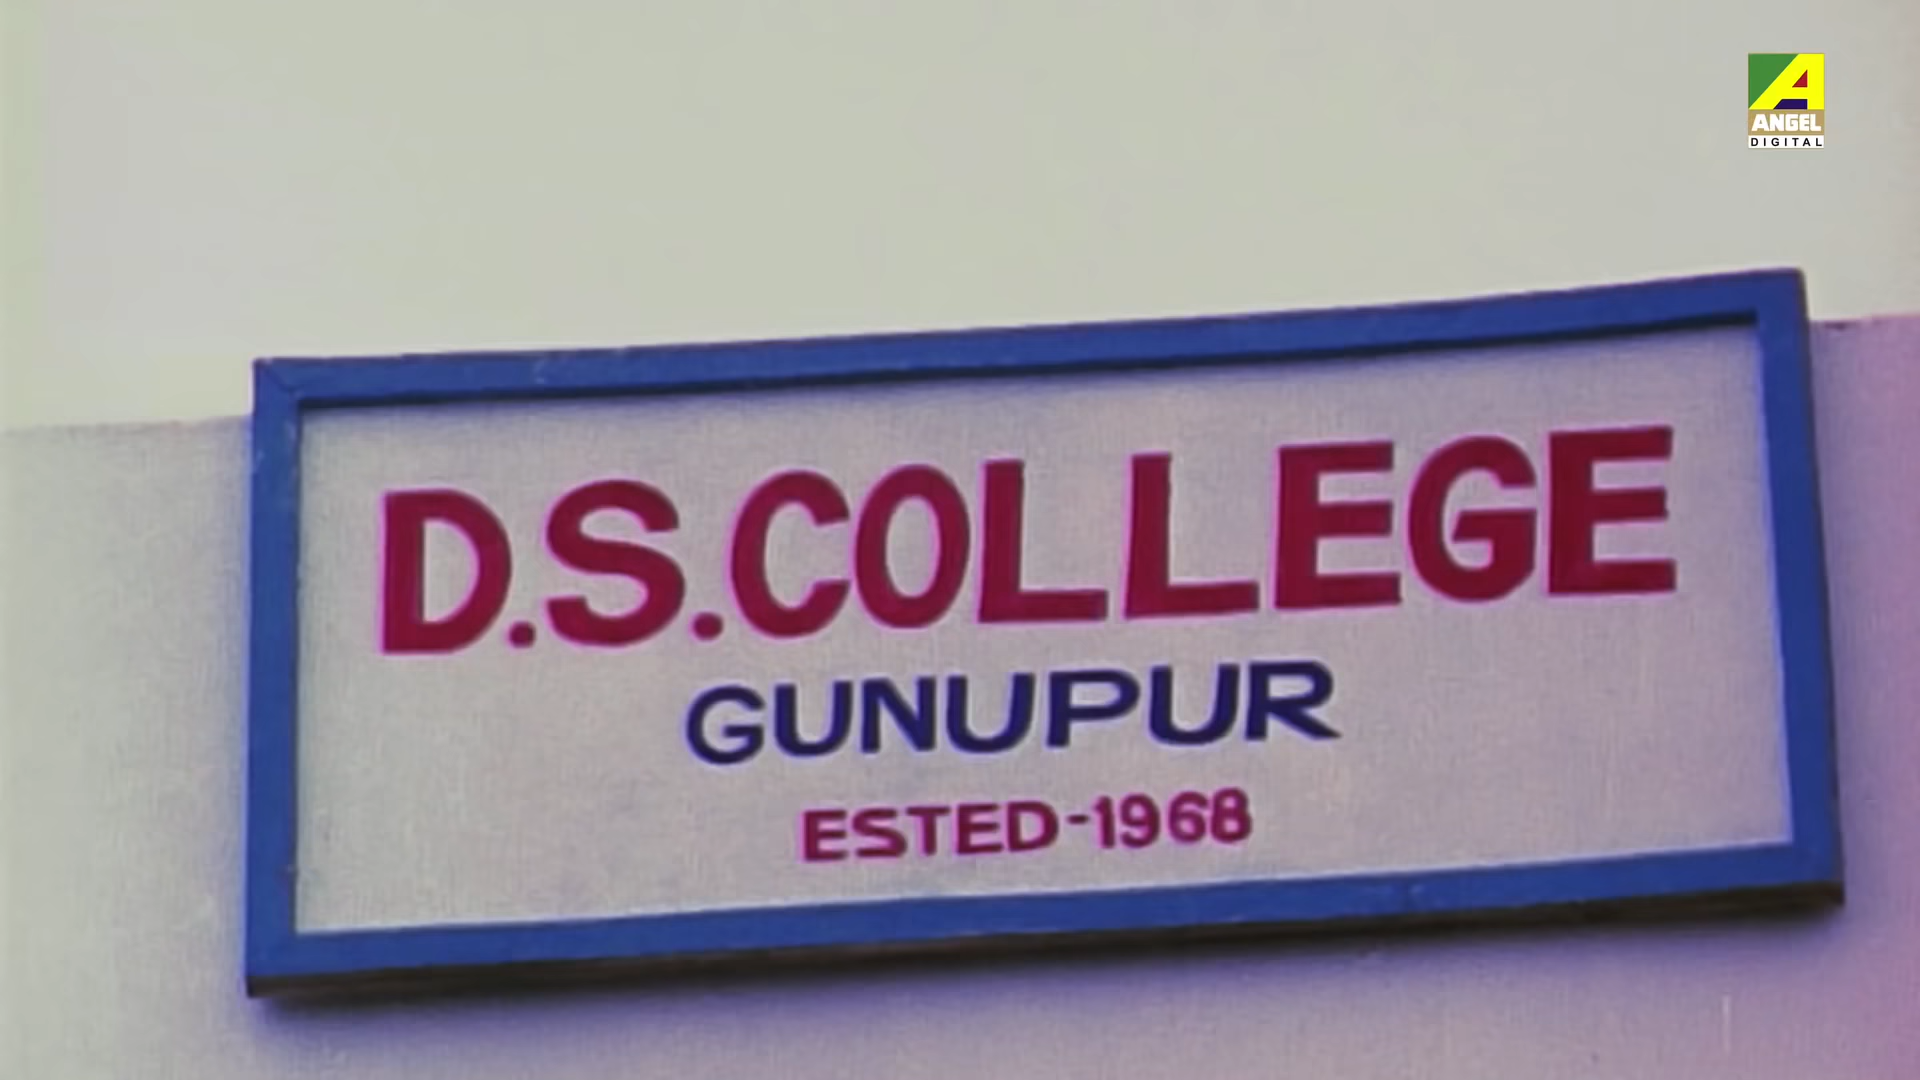 ANGEL
DIGITAL
D.S.COLLEGE
GUNUPUR
ESTED-1968